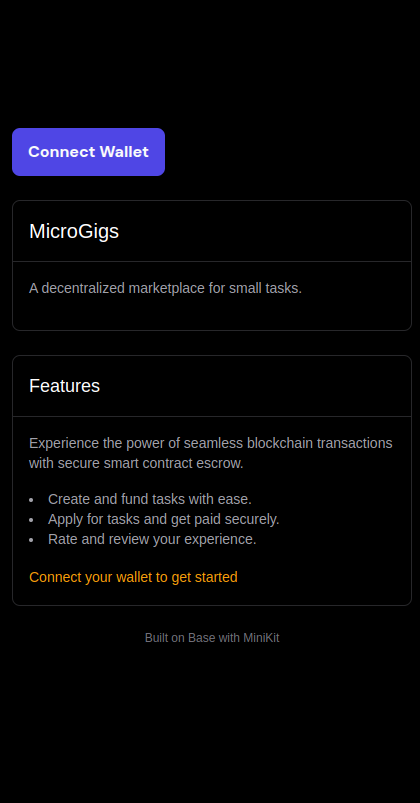 Connect Wallet
MicroGigs
A decentralized marketplace for small tasks.
Features
Experience the power of seamless blockchain transactions
with secure smart contract escrow.
• Create and fund tasks with ease.
• Apply for tasks and get paid securely.
• Rate and review your experience.
Connect your wallet to get started
Built on Base with MiniKit